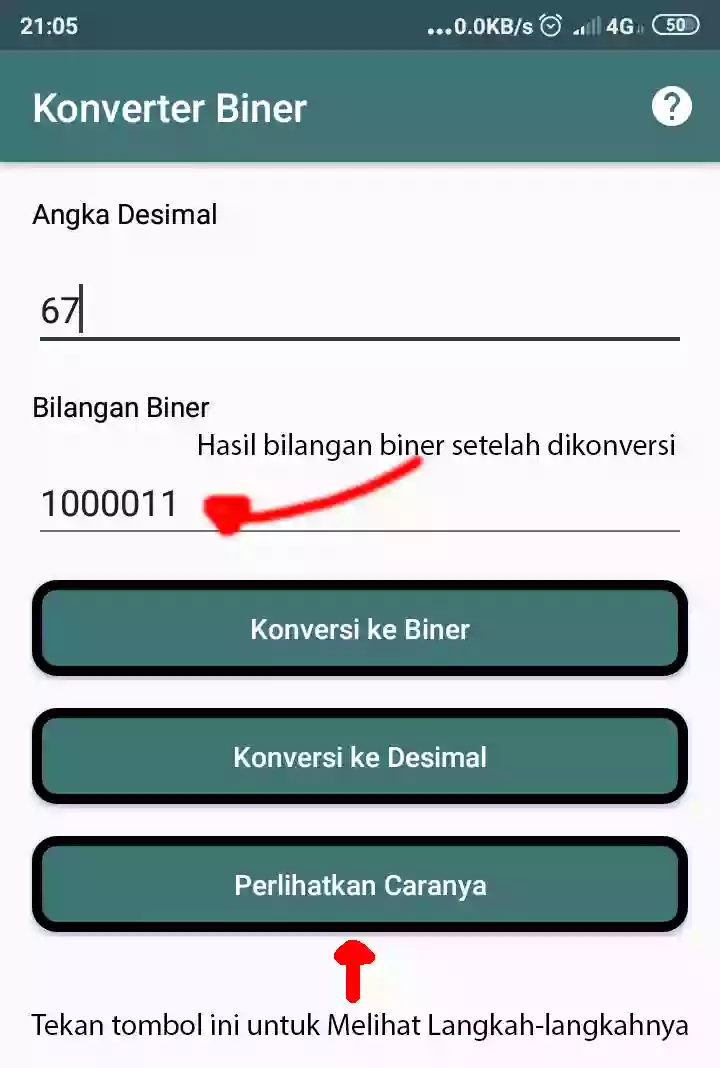 21:05
...0.0KB/s 4G 50
Konverter Biner
?
Angka Desimal
67
Bilangan Biner
Hasil bilangan biner setelah dikonversi
1000011
Konversi ke Biner
Konversi ke Desimal
Perlihatkan Caranya
Tekan tombol ini untuk Melihat Langkah-langkahnya